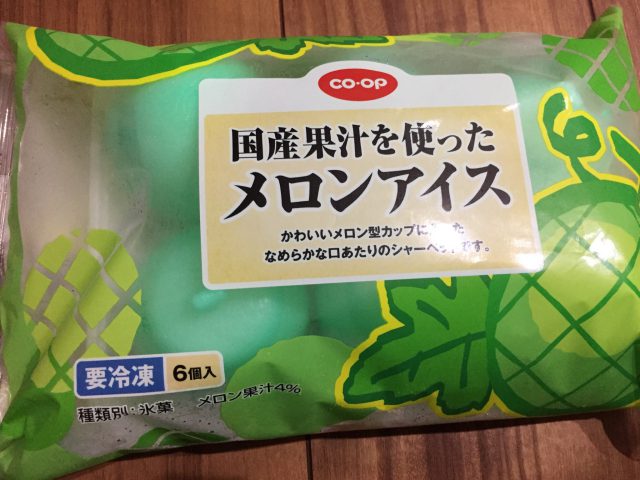 CO-OP
国産果汁を使った
メロンアイス
かわいいメロン型カップに
た
なめらかな口あたりのシャーベ
です。
要冷凍
6個入
種類別:氷菓 メロン果汁4%